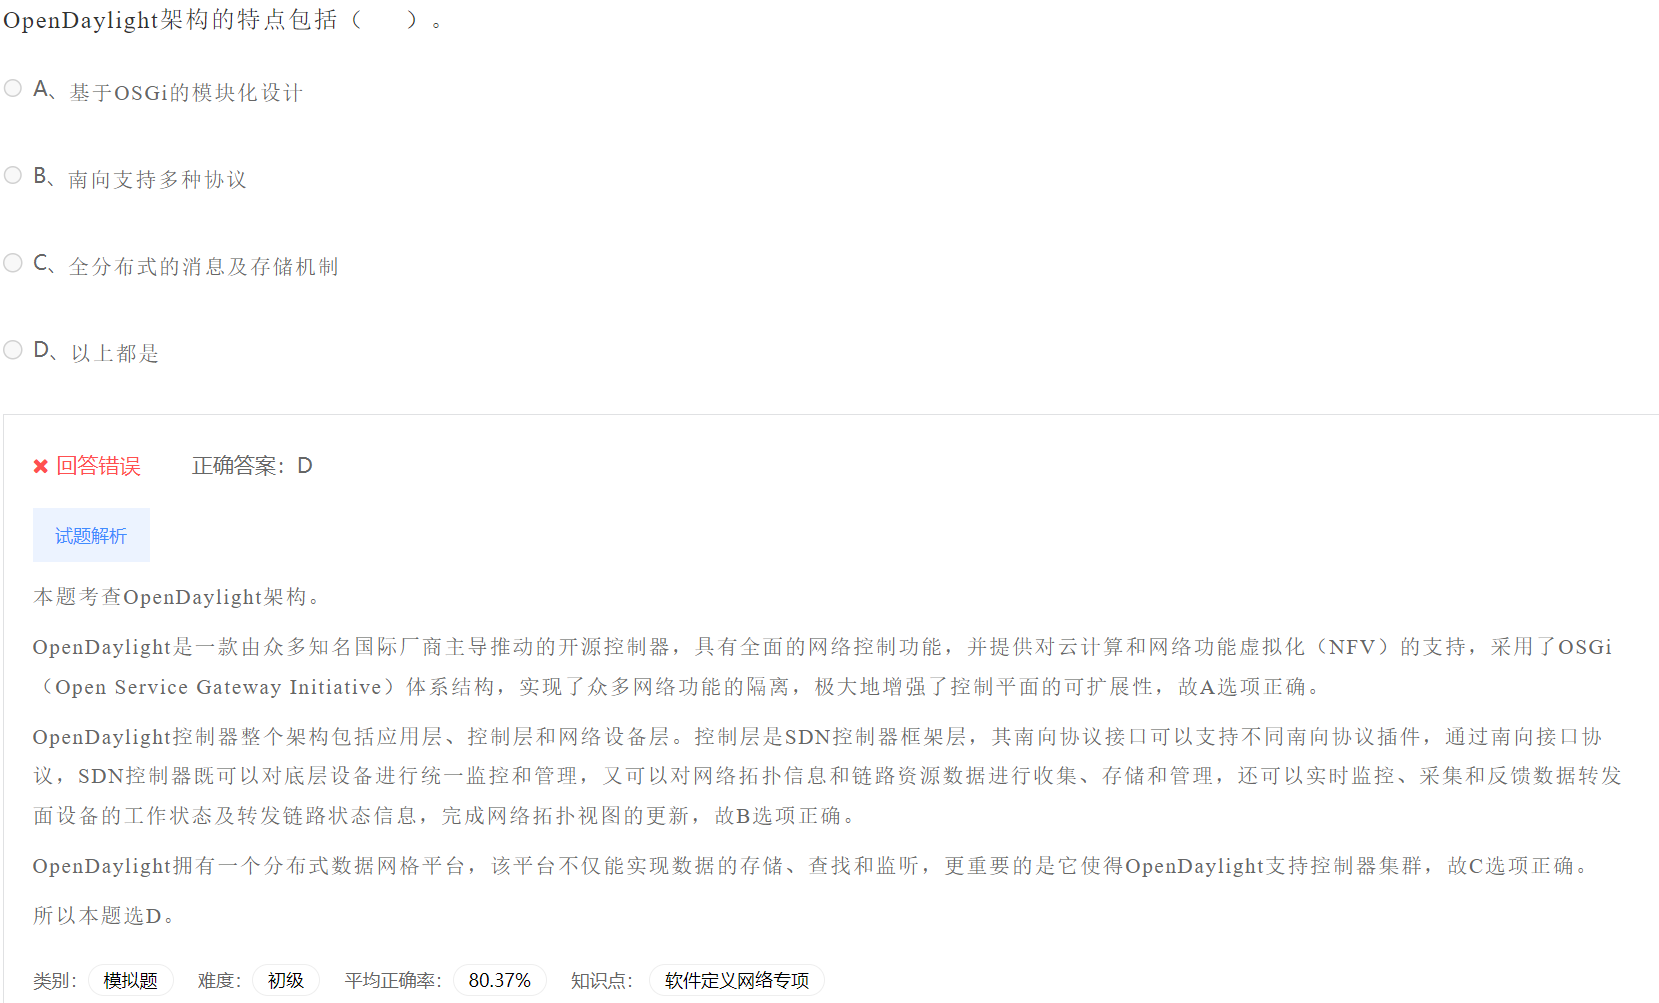 OpenDaylight架构的特点包括（　　）。
A、基于OSGi的模块化设计
B、南向支持多种协议
C、全分布式的消息及存储机制
D、以上都是
回答错误　正确答案：D
试题解析
本题考查OpenDaylight架构。
OpenDaylight是一款由众多知名国际厂商主导推动的开源控制器，具有全面的网络控制功能，并提供对云计算和网络功能虚拟化（NFV）的支持，采用了OSGi
（Open Service Gateway Initiative）体系结构，实现了众多网络功能的隔离，极大地增强了控制平面的可扩展性，故A选项正确。
OpenDaylight控制器整个架构包括应用层、控制层和网络设备层。控制层是SDN控制器框架层，其南向协议接口可以支持不同南向协议插件，通过南向接口协
议，SDN控制器既可以对底层设备进行统一监控和管理，又可以对网络拓扑信息和链路资源数据进行收集、存储和管理，还可以实时监控、采集和反馈数据转发
面设备的工作状态及转发链路状态信息，完成网络拓扑视图的更新，故B选项正确。
OpenDaylight拥有一个分布式数据网格平台，该平台不仅能实现数据的存储、查找和监听，更重要的是它使得OpenDaylight支持控制器集群，故C选项正确。
所以本题选D。
类别：模拟题　难度：初级　平均正确率：80.37%　知识点：软件定义网络专项